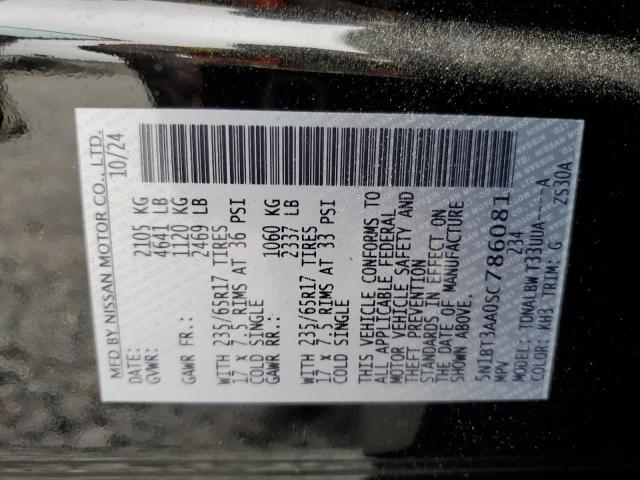 MFD BY NISSAN MOTOR CO., LTD.
DATE: 10/24
GVWR: 2105 KG
4641 LB
GAWR FR.: 1120 KG
2469 LB
WITH 235/65R17 TIRES
17 x 7.5 RIMS AT 36 PSI
COLD SINGLE
GAWR RR.: 1060 KG
2337 LB
WITH 235/65R17 TIRES
17 x 7.5 RIMS AT 33 PSI
COLD SINGLE
THIS VEHICLE CONFORMS TO
ALL APPLICABLE FEDERAL
MOTOR VEHICLE SAFETY AND
THEFT PREVENTION
STANDARDS IN EFFECT ON
THE DATE OF MANUFACTURE
SHOWN ABOVE.
5N1BT3AA0SC786081
MPV 234
TDNALBW T33UUA----A
COLOR: KH3 TRIM: G ZS30A